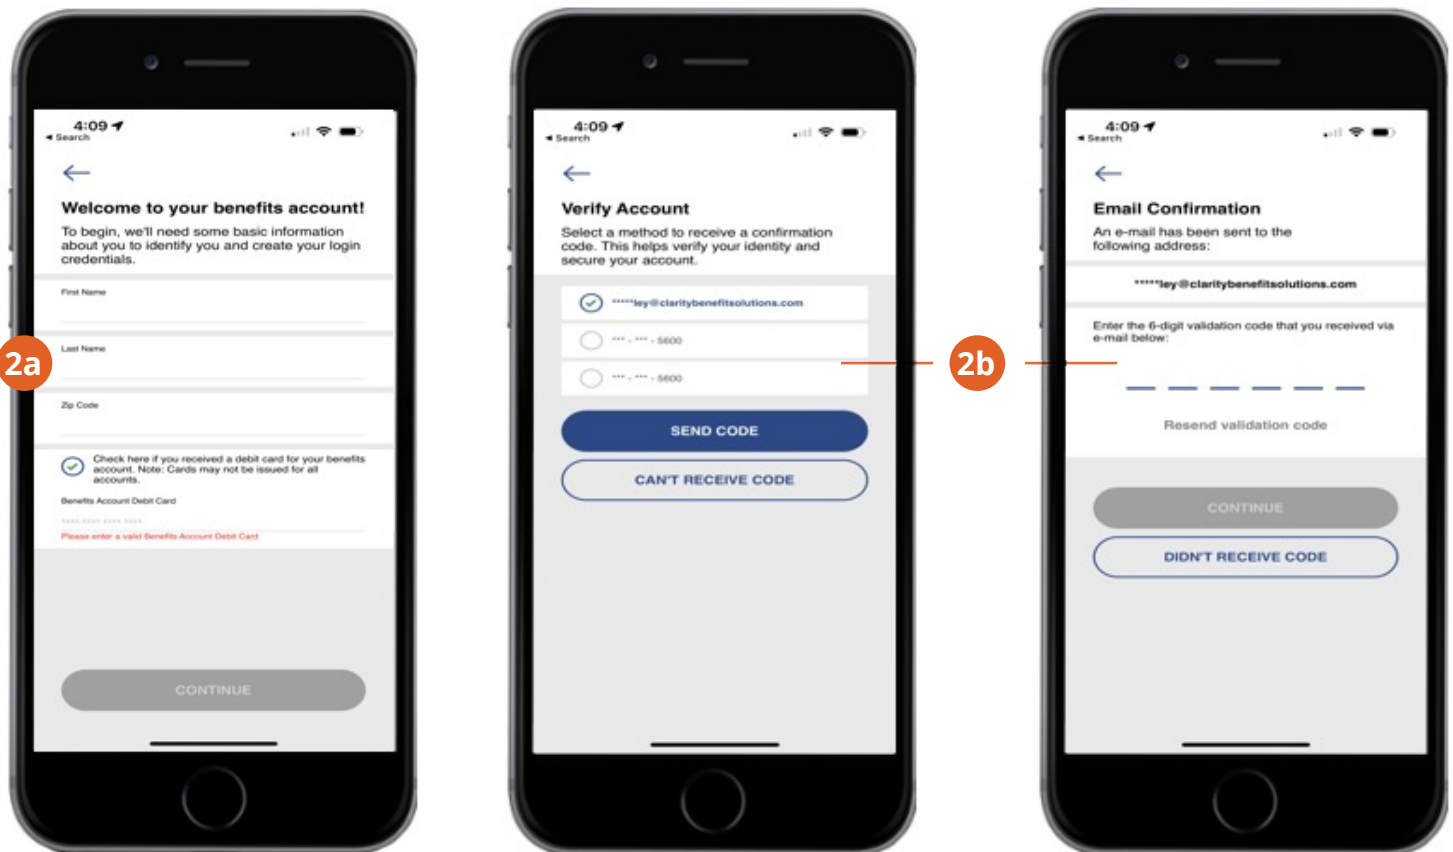 4:09
Search
Welcome to your benefits account!
To begin, we'll need some basic information
about you to identify you and create your login
credentials.
First Name
Last Name
2a
Zip Code
Check here if you received a debit card for your benefits
account. Note: Cards may not be issued for all
accounts.
Benefits Account Debit Card
xxxx xxxx xxxx xxxx
Please enter a valid Benefits Account Debit Card
CONTINUE
4:09
Search
Verify Account
Select a method to receive a confirmation
code. This helps verify your identity and
secure your account.
*****ley@claritybenefitsolutions.com
*** - *** - 5600
*** - *** - 5600
SEND CODE
CAN'T RECEIVE CODE
2b
4:09
Search
Email Confirmation
An e-mail has been sent to the
following address:
*****ley@claritybenefitsolutions.com
Enter the 6-digit validation code that you received via
e-mail below:
Resend validation code
CONTINUE
DIDN'T RECEIVE CODE